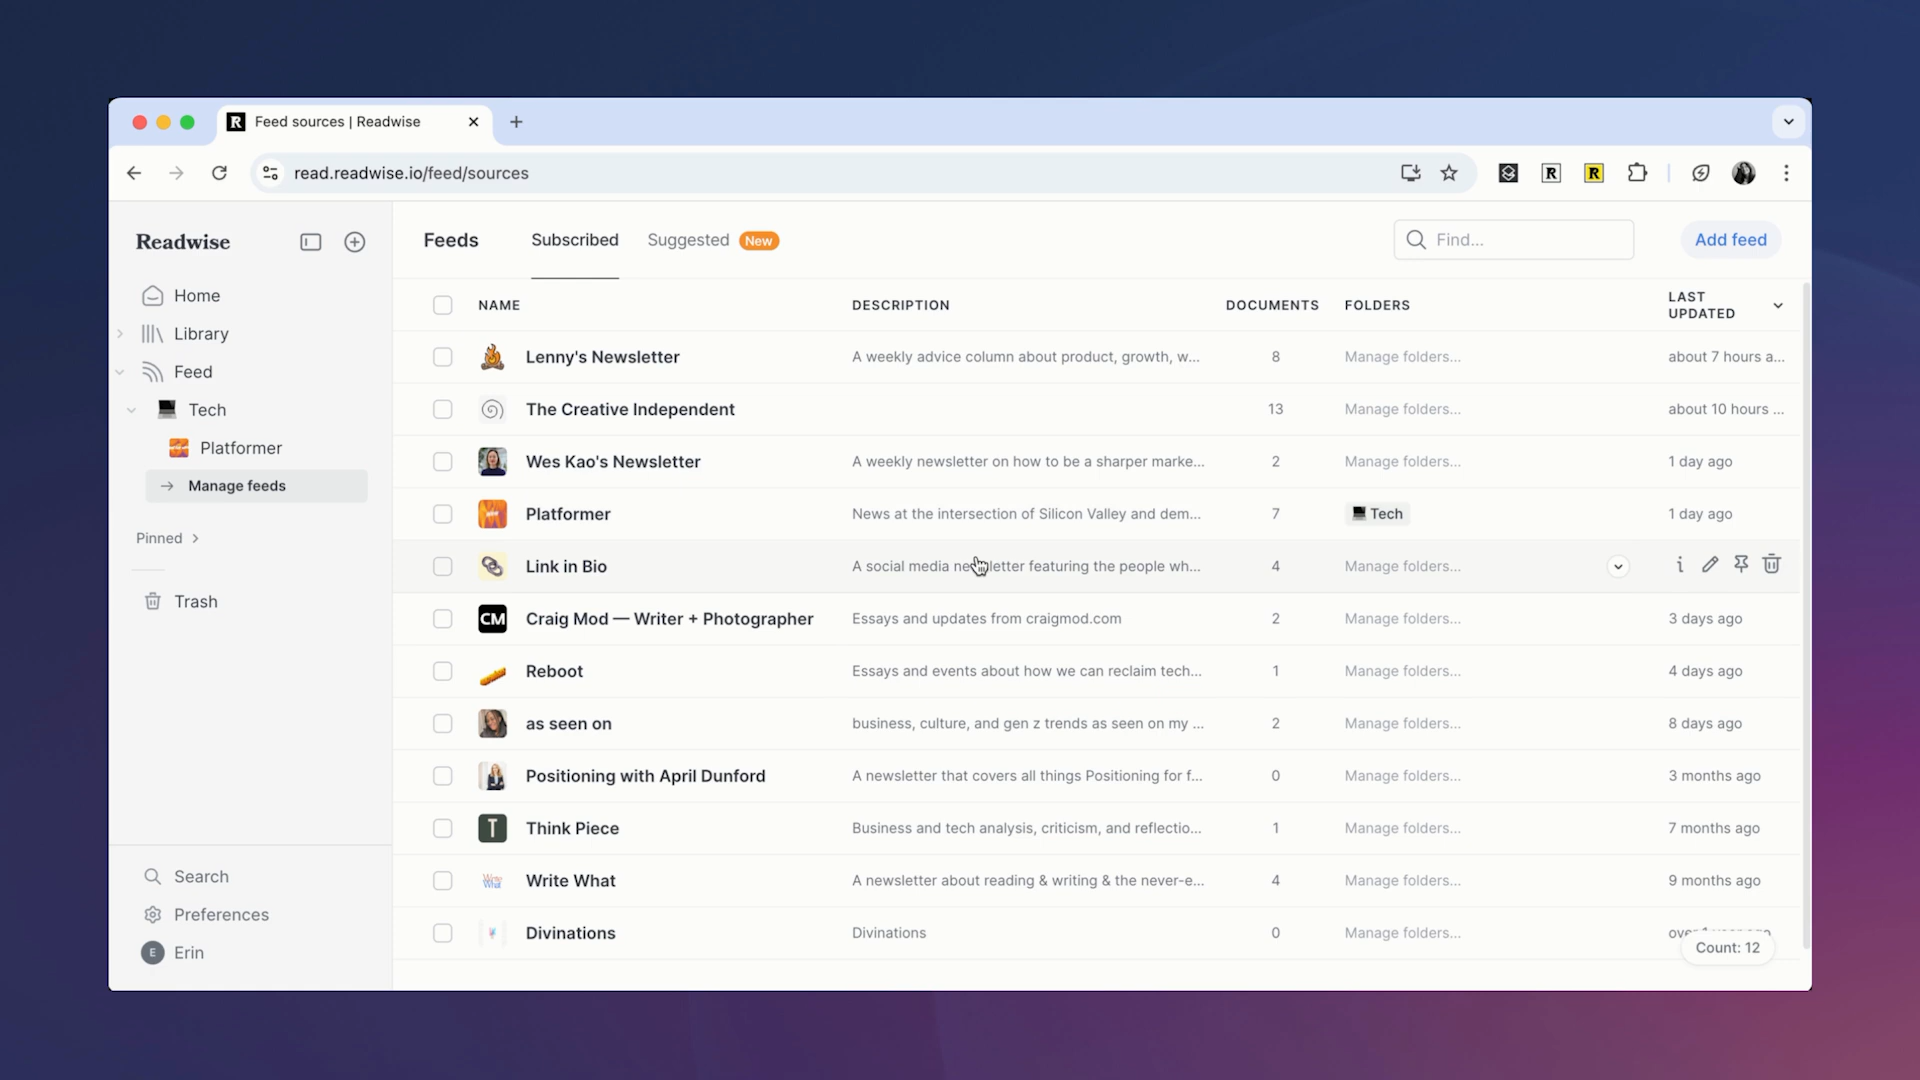 R Feed sources | Readwise
read.readwise.io/feed/sources
R R
Readwise
Home
Library
Feed
Tech
Platformer
Manage feeds
Pinned
Trash
Search
Preferences
E Erin
Feeds Subscribed Suggested New
Find...
Add feed
NAME DESCRIPTION DOCUMENTS FOLDERS LAST UPDATED
Lenny's Newsletter A weekly advice column about product, growth, w... 8 Manage folders... about 7 hours a...
The Creative Independent 13 Manage folders... about 10 hours ...
Wes Kao's Newsletter A weekly newsletter on how to be a sharper marke... 2 Manage folders... 1 day ago
Platformer News at the intersection of Silicon Valley and dem... 7 Tech 1 day ago
Link in Bio A social media newsletter featuring the people wh... 4 Manage folders...
CM Craig Mod — Writer + Photographer Essays and updates from craigmod.com 2 Manage folders... 3 days ago
Reboot Essays and events about how we can reclaim tech... 1 Manage folders... 4 days ago
as seen on business, culture, and gen z trends as seen on my ... 2 Manage folders... 8 days ago
Positioning with April Dunford A newsletter that covers all things Positioning for f... 0 Manage folders... 3 months ago
T Think Piece Business and tech analysis, criticism, and reflectio... 1 Manage folders... 7 months ago
Write What Write What A newsletter about reading & writing & the never-e... 4 Manage folders... 9 months ago
Divinations Divinations 0 Manage folders...
Count: 12